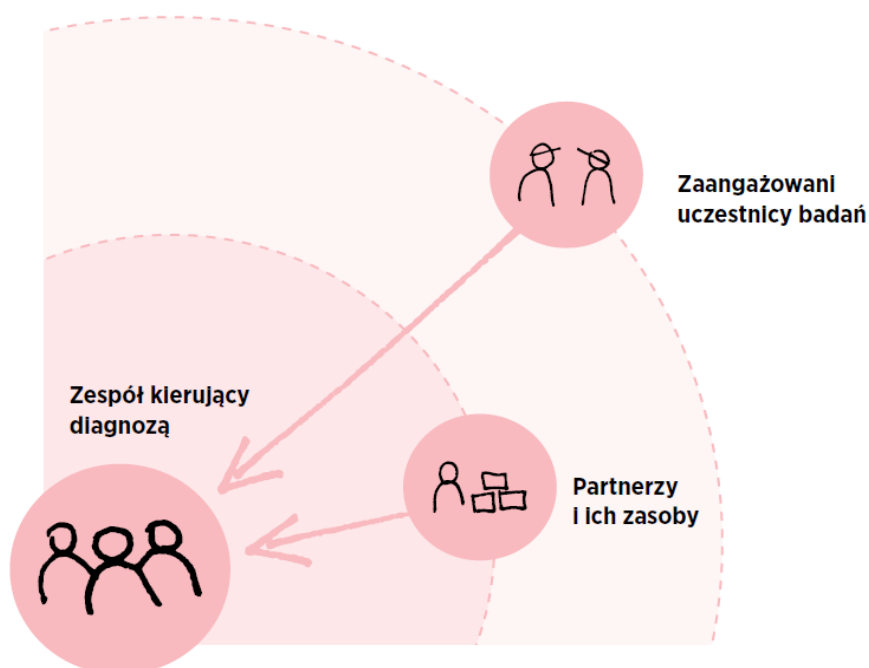 Zaangażowani
uczestnicy badań
Zespół kierujący
diagnozą
Partnerzy
i ich zasoby